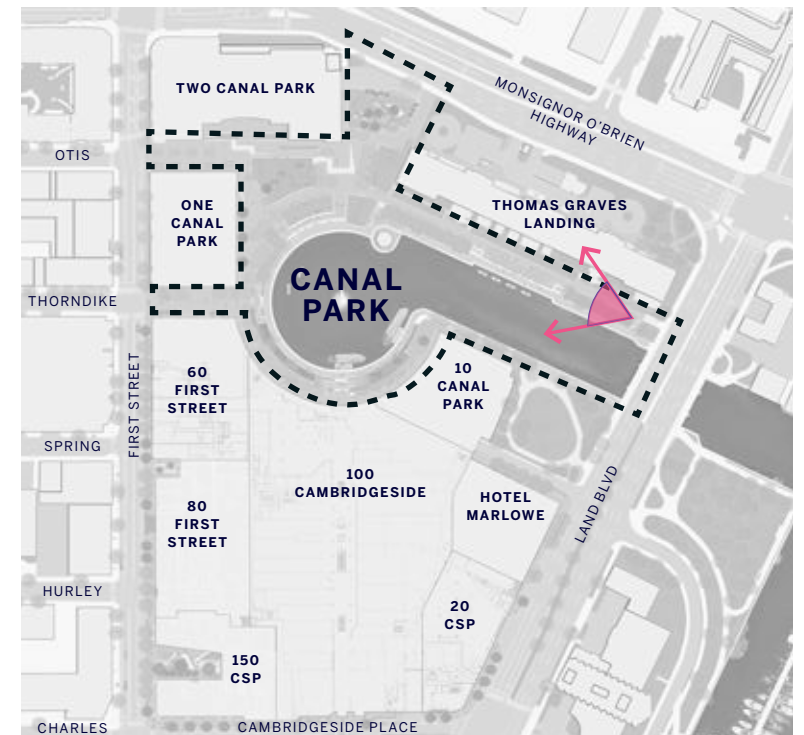 TWO CANAL PARK
MONSIGNOR O'BRIEN
HIGHWAY
OTIS
ONE
CANAL
PARK
THOMAS GRAVES
LANDING
CANAL
PARK
THORNDIKE
FIRST STREET
60
FIRST
STREET
10
CANAL
PARK
SPRING
100
CAMBRIDGESIDE
HOTEL
MARLOWE
LAND BLVD
80
FIRST
STREET
HURLEY
20
CSP
150
CSP
CHARLES
CAMBRIDGESIDE PLACE